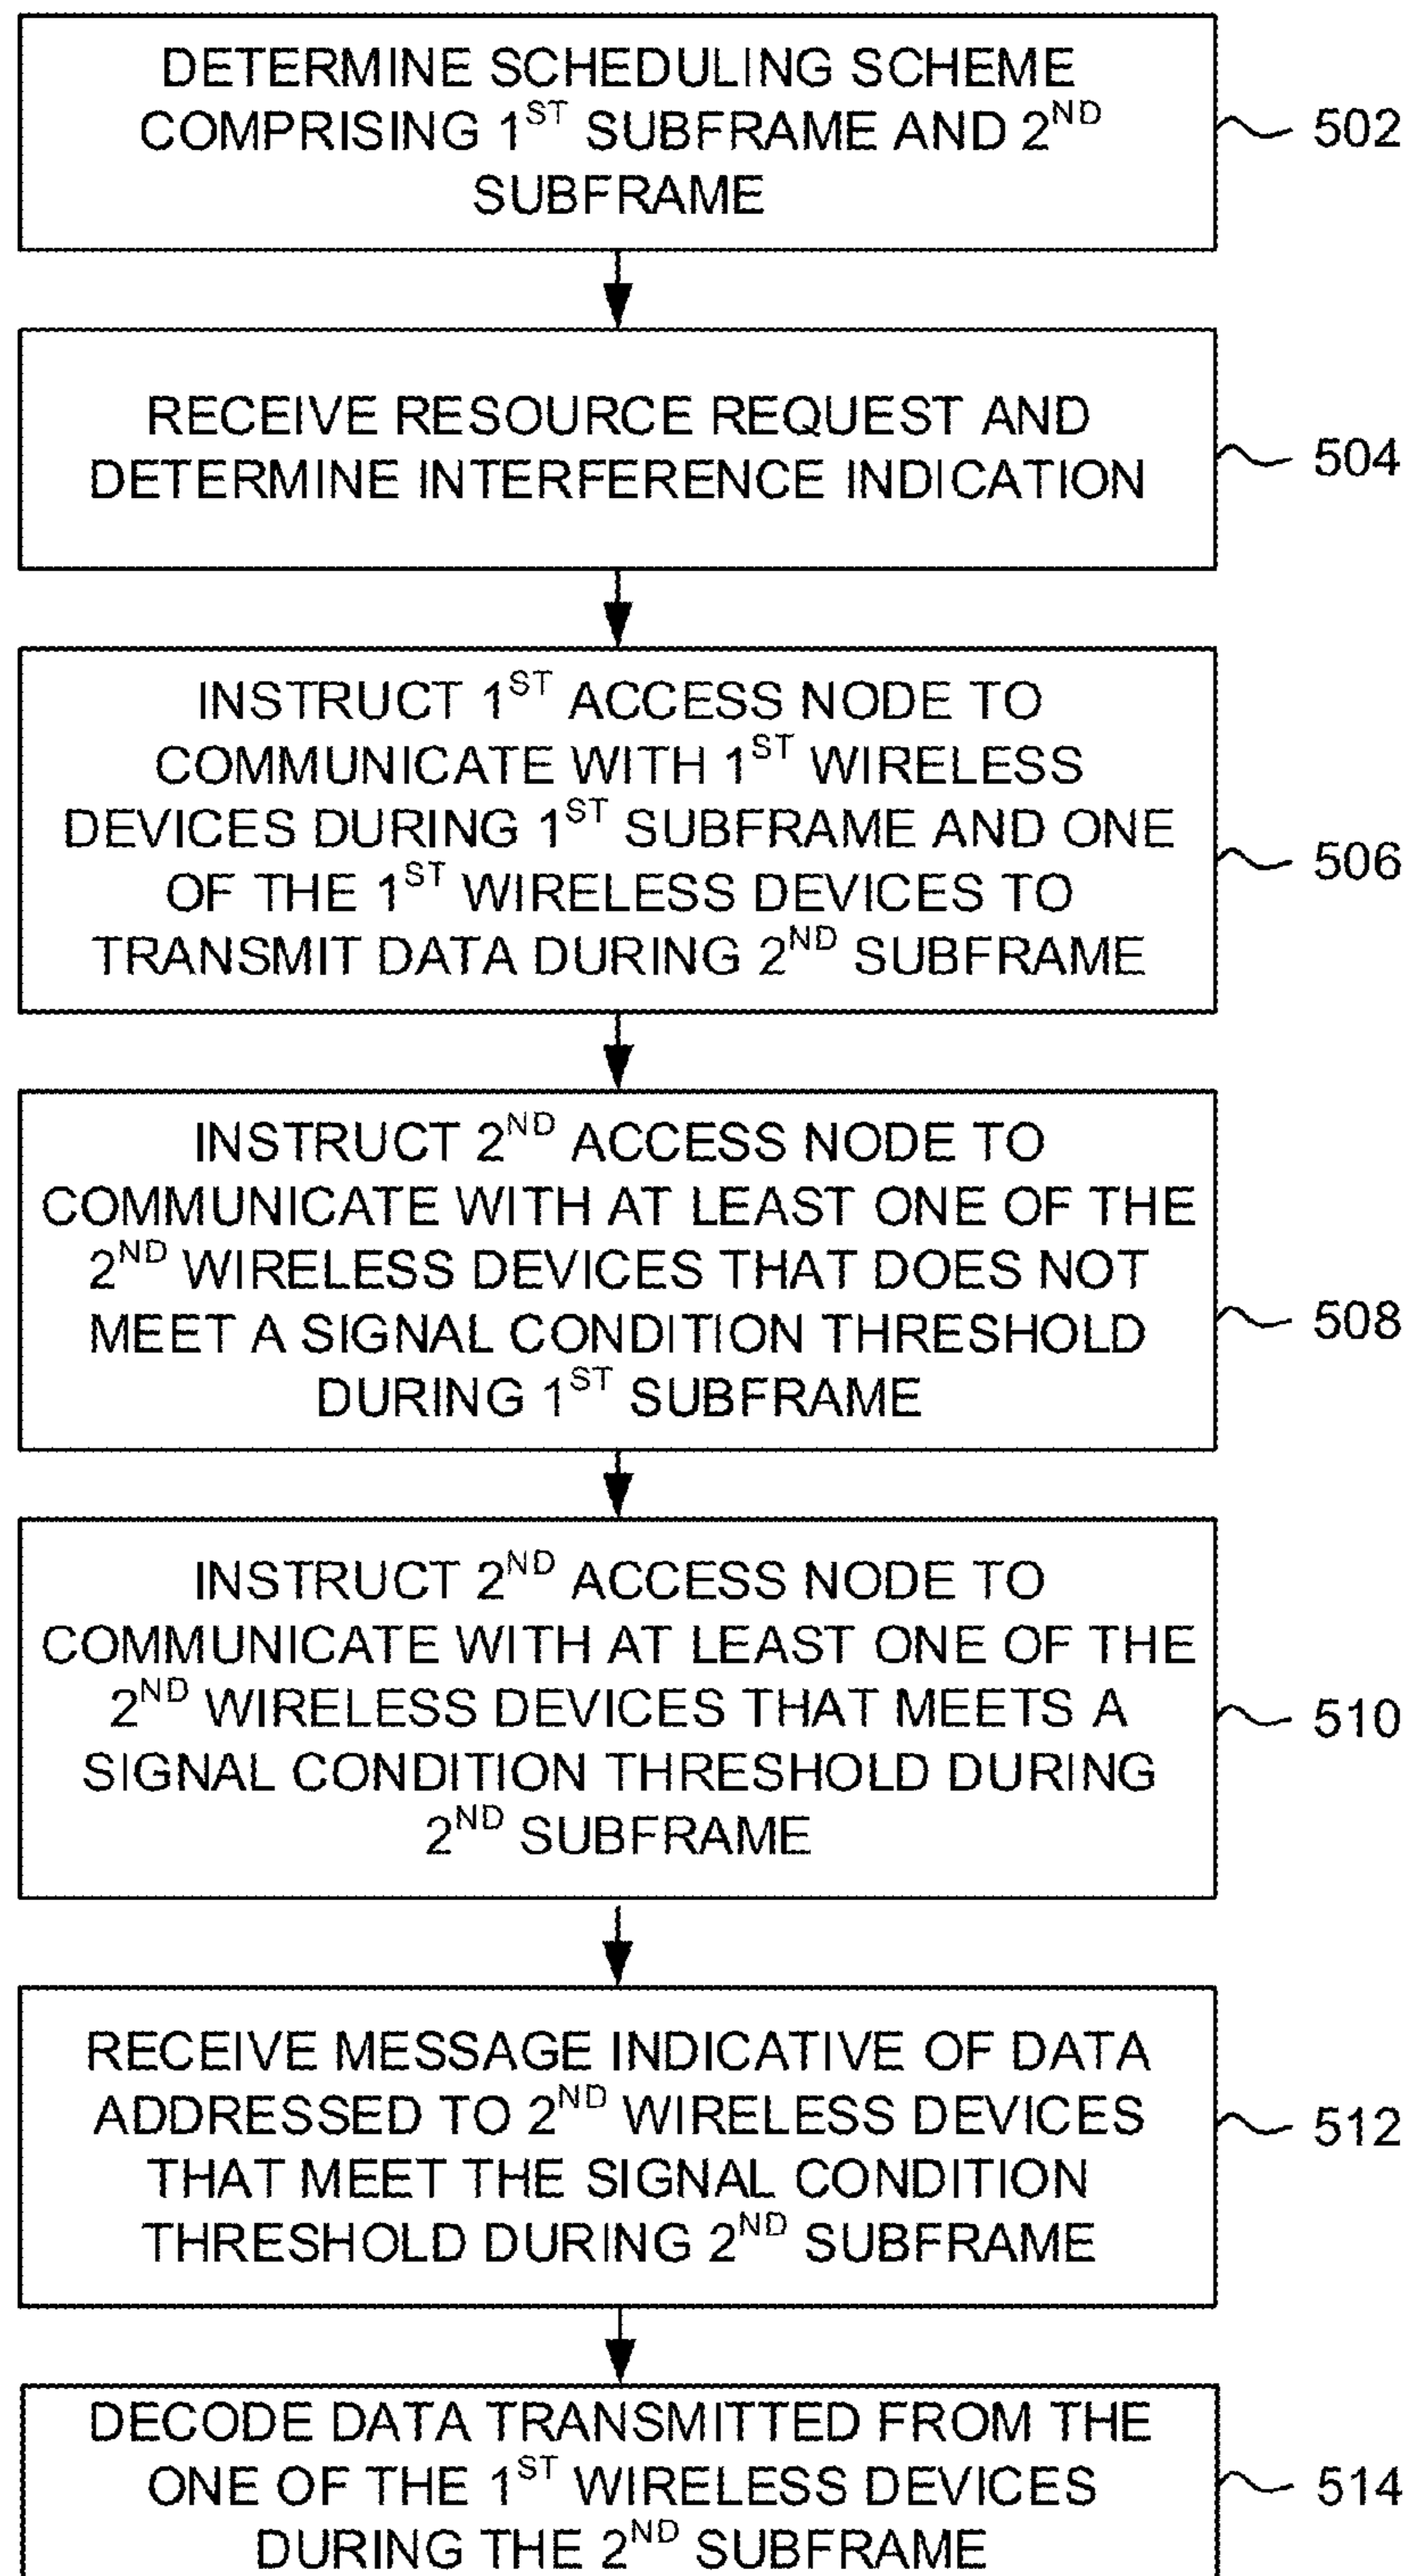 DETERMINE SCHEDULING SCHEME
COMPRISING 1ST SUBFRAME AND 2ND
SUBFRAME
502
RECEIVE RESOURCE REQUEST AND
DETERMINE INTERFERENCE INDICATION
504
INSTRUCT 1ST ACCESS NODE TO
COMMUNICATE WITH 1ST WIRELESS
DEVICES DURING 1ST SUBFRAME AND ONE
OF THE 1ST WIRELESS DEVICES TO
TRANSMIT DATA DURING 2ND SUBFRAME
506
INSTRUCT 2ND ACCESS NODE TO
COMMUNICATE WITH AT LEAST ONE OF THE
2ND WIRELESS DEVICES THAT DOES NOT
MEET A SIGNAL CONDITION THRESHOLD
DURING 1ST SUBFRAME
508
INSTRUCT 2ND ACCESS NODE TO
COMMUNICATE WITH AT LEAST ONE OF THE
2ND WIRELESS DEVICES THAT MEETS A
SIGNAL CONDITION THRESHOLD DURING
2ND SUBFRAME
510
RECEIVE MESSAGE INDICATIVE OF DATA
ADDRESSED TO 2ND WIRELESS DEVICES
THAT MEET THE SIGNAL CONDITION
THRESHOLD DURING 2ND SUBFRAME
512
DECODE DATA TRANSMITTED FROM THE
ONE OF THE 1ST WIRELESS DEVICES
DURING THE 2ND SUBFRAME
514